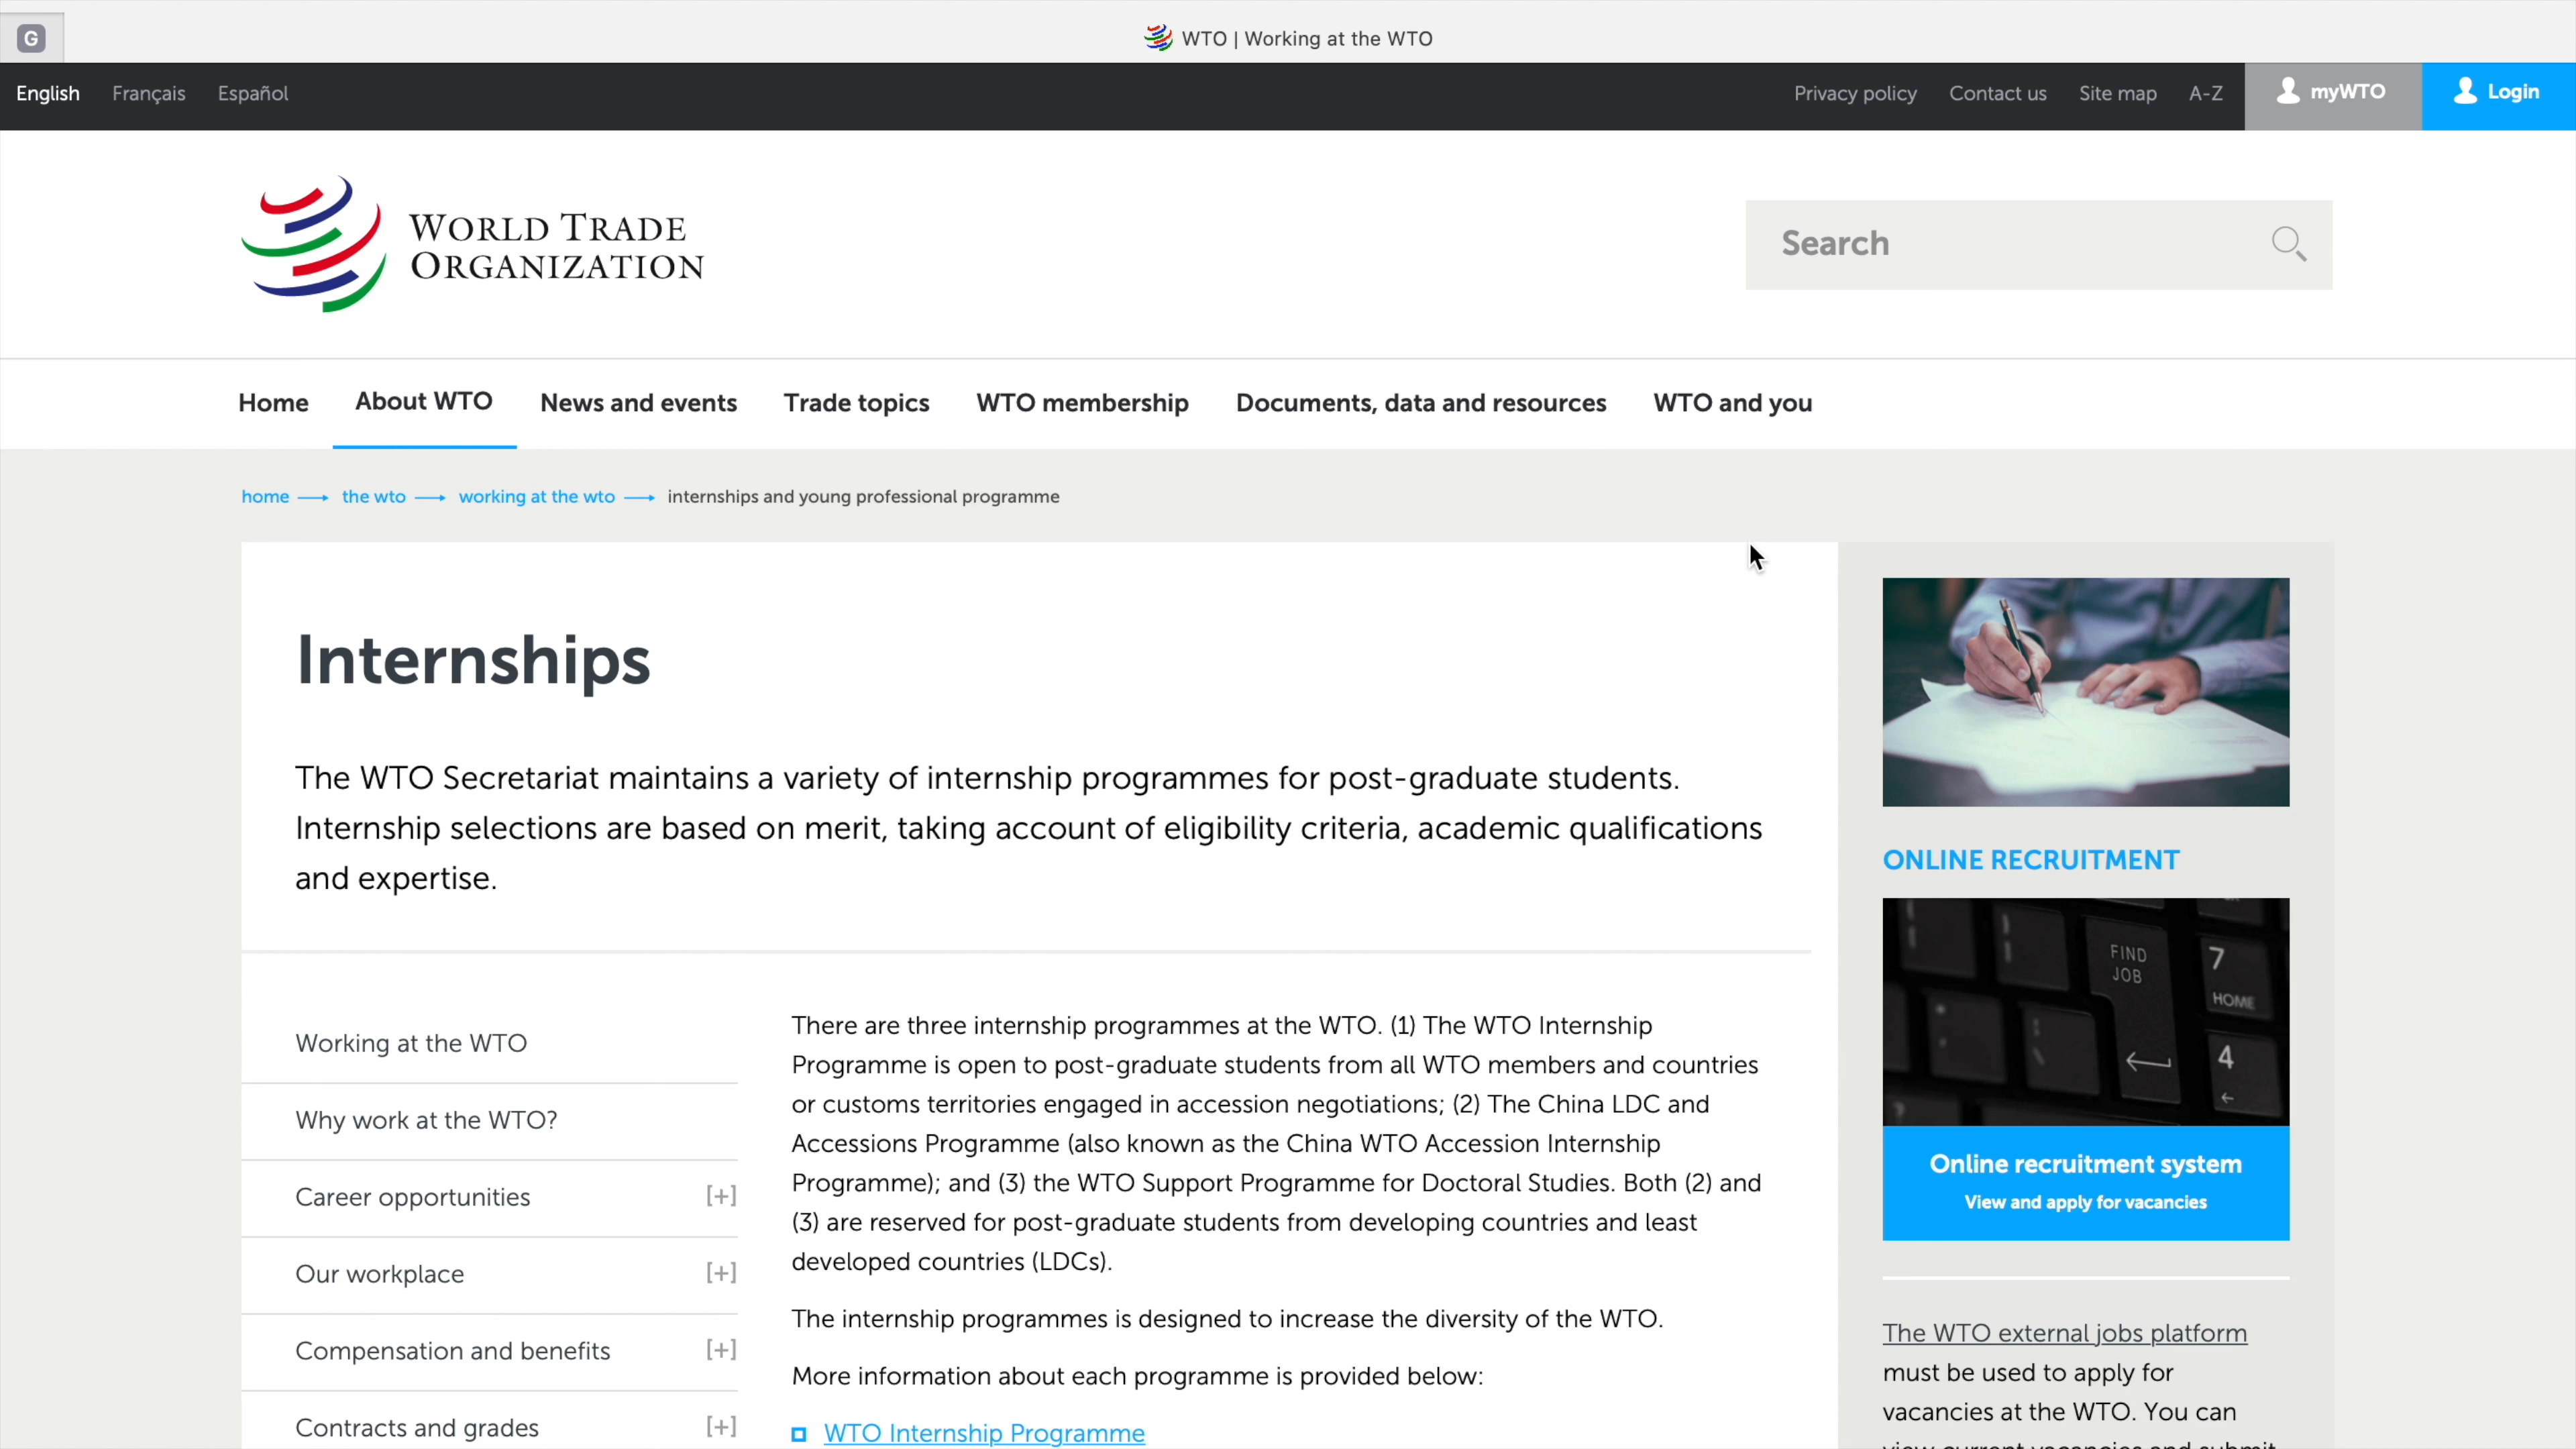 G
WTO | Working at the WTO
English Français Español
Privacy policy Contact us Site map A-Z myWTO Login
WORLD TRADE
ORGANIZATION
Search
Home About WTO News and events Trade topics WTO membership Documents, data and resources WTO and you
home the wto working at the wto internships and young professional programme
Internships
The WTO Secretariat maintains a variety of internship programmes for post-graduate students.
Internship selections are based on merit, taking account of eligibility criteria, academic qualifications
and expertise.
Working at the WTO
Why work at the WTO?
Career opportunities [+]
Our workplace [+]
Compensation and benefits [+]
Contracts and grades [+]
There are three internship programmes at the WTO. (1) The WTO Internship
Programme is open to post-graduate students from all WTO members and countries
or customs territories engaged in accession negotiations; (2) The China LDC and
Accessions Programme (also known as the China WTO Accession Internship
Programme); and (3) the WTO Support Programme for Doctoral Studies. Both (2) and
(3) are reserved for post-graduate students from developing countries and least
developed countries (LDCs).
The internship programmes is designed to increase the diversity of the WTO.
More information about each programme is provided below:
WTO Internship Programme
ONLINE RECRUITMENT
FIND
JOB
7
HOME
4
Online recruitment system
View and apply for vacancies
The WTO external jobs platform
must be used to apply for
vacancies at the WTO. You can
view current vacancies and submit